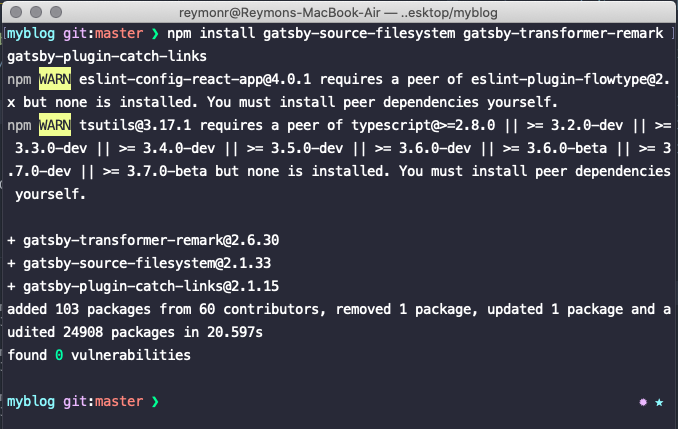 reymonr@Reymons-MacBook-Air — ..esktop/myblog
[myblog git:master ❯ npm install gatsby-source-filesystem gatsby-transformer-remark ]
gatsby-plugin-catch-links
npm WARN eslint-config-react-app@4.0.1 requires a peer of eslint-plugin-flowtype@2.
x but none is installed. You must install peer dependencies yourself.
npm WARN tsutils@3.17.1 requires a peer of typescript@>=2.8.0 || >= 3.2.0-dev || >=
 3.3.0-dev || >= 3.4.0-dev || >= 3.5.0-dev || >= 3.6.0-dev || >= 3.6.0-beta || >= 3
.7.0-dev || >= 3.7.0-beta but none is installed. You must install peer dependencies
 yourself.
+ gatsby-transformer-remark@2.6.30
+ gatsby-source-filesystem@2.1.33
+ gatsby-plugin-catch-links@2.1.15
added 103 packages from 60 contributors, removed 1 package, updated 1 package and a
udited 24908 packages in 20.597s
found 0 vulnerabilities
myblog git:master ❯ ✹ ★